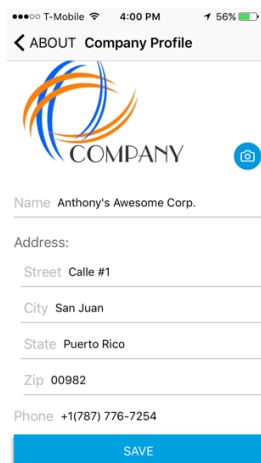 T-Mobile 4:00 PM 56%
ABOUT Company Profile
COMPANY
Name Anthony's Awesome Corp.
Address:
Street Calle #1
City San Juan
State Puerto Rico
Zip 00982
Phone +1(787) 776-7254
SAVE